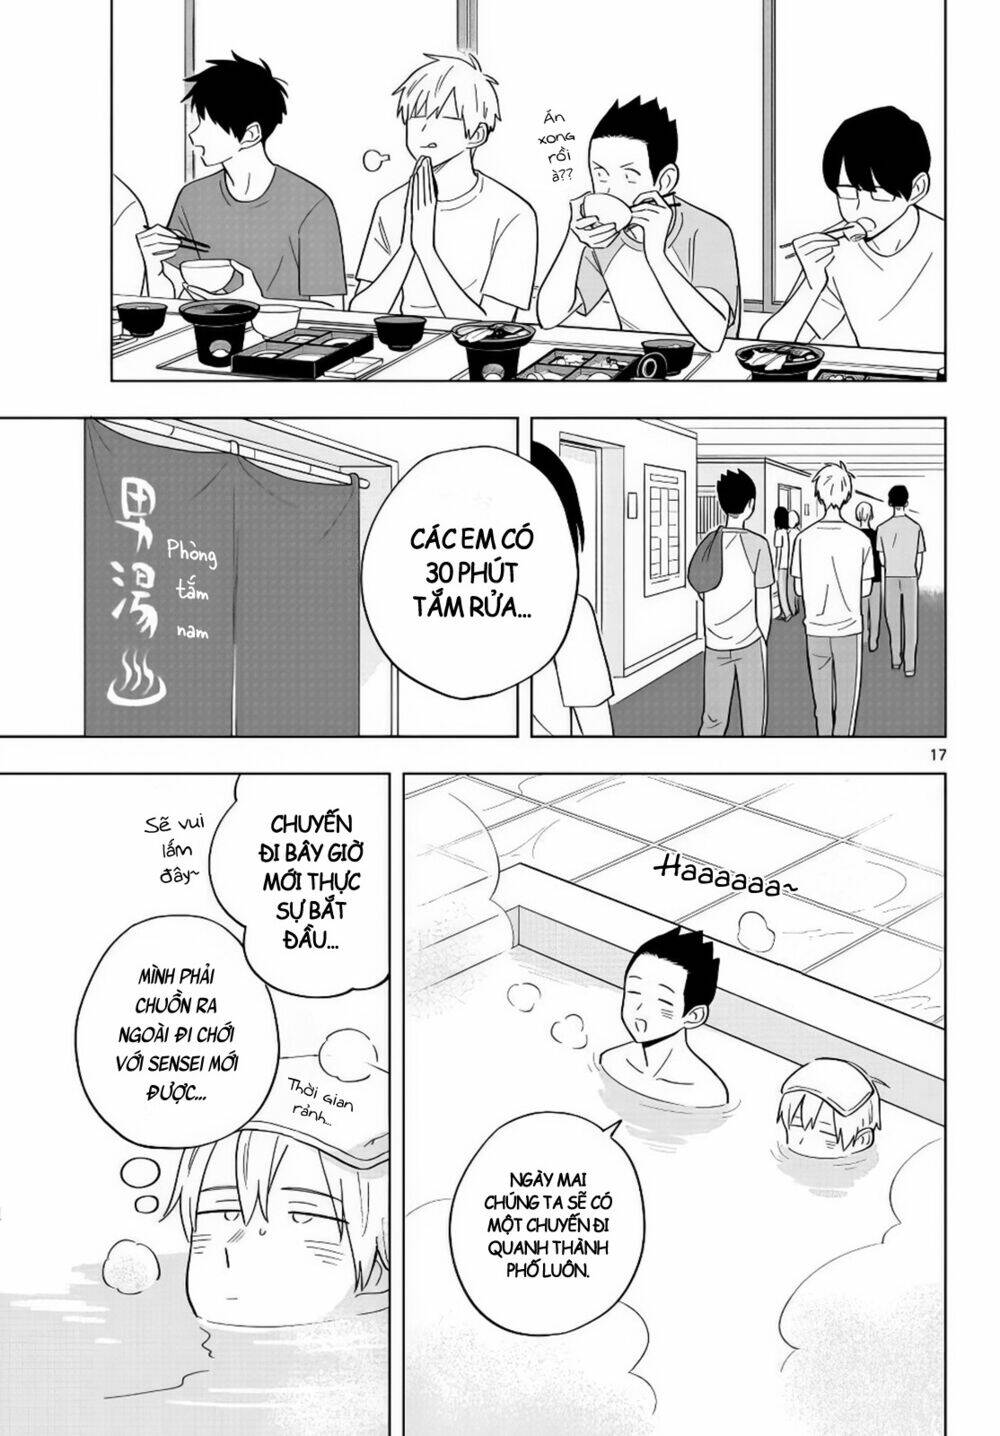 Ăn
xong
rồi
à??
CÁC EM CÓ
30 PHÚT
TẮM RỬA...
男湯♨
Phòng
tắm
nam
17
Haaaaaa~
NGÀY MAI
CHÚNG TA SẼ CÓ
MỘT CHUYẾN ĐI
QUANH THÀNH
PHỐ LUÔN.
CHUYẾN
ĐI BÂY GIỜ
MỚI THỰC
SỰ BẮT
ĐẦU...
Sẽ vui
lắm
đây~
MÌNH PHẢI
CHUỒN RA
NGOÀI ĐI CHỚI
VỚI SENSEI MỚI
ĐƯỢC...
Thời gian
rảnh...